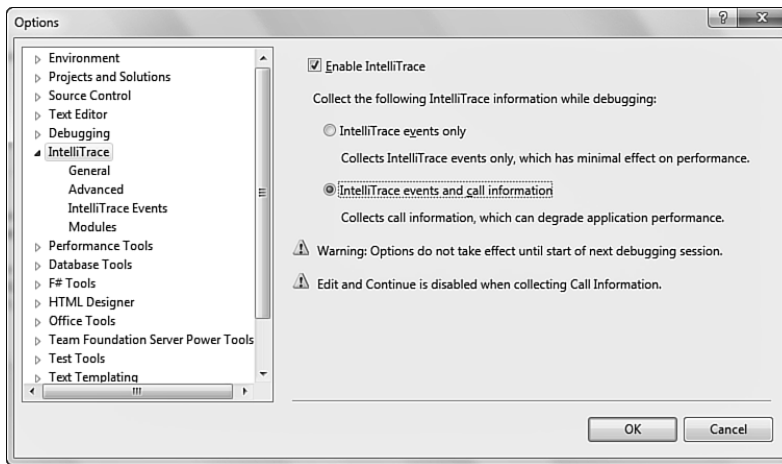 Options
Environment
Projects and Solutions
Source Control
Text Editor
Debugging
IntelliTrace
General
Advanced
IntelliTrace Events
Modules
Performance Tools
Database Tools
F# Tools
HTML Designer
Office Tools
Team Foundation Server Power Tools
Test Tools
Text Templating
Enable IntelliTrace
Collect the following IntelliTrace information while debugging:
IntelliTrace events only
Collects IntelliTrace events only, which has minimal effect on performance.
IntelliTrace events and call information
Collects call information, which can degrade application performance.
Warning: Options do not take effect until start of next debugging session.
Edit and Continue is disabled when collecting Call Information.
OK
Cancel